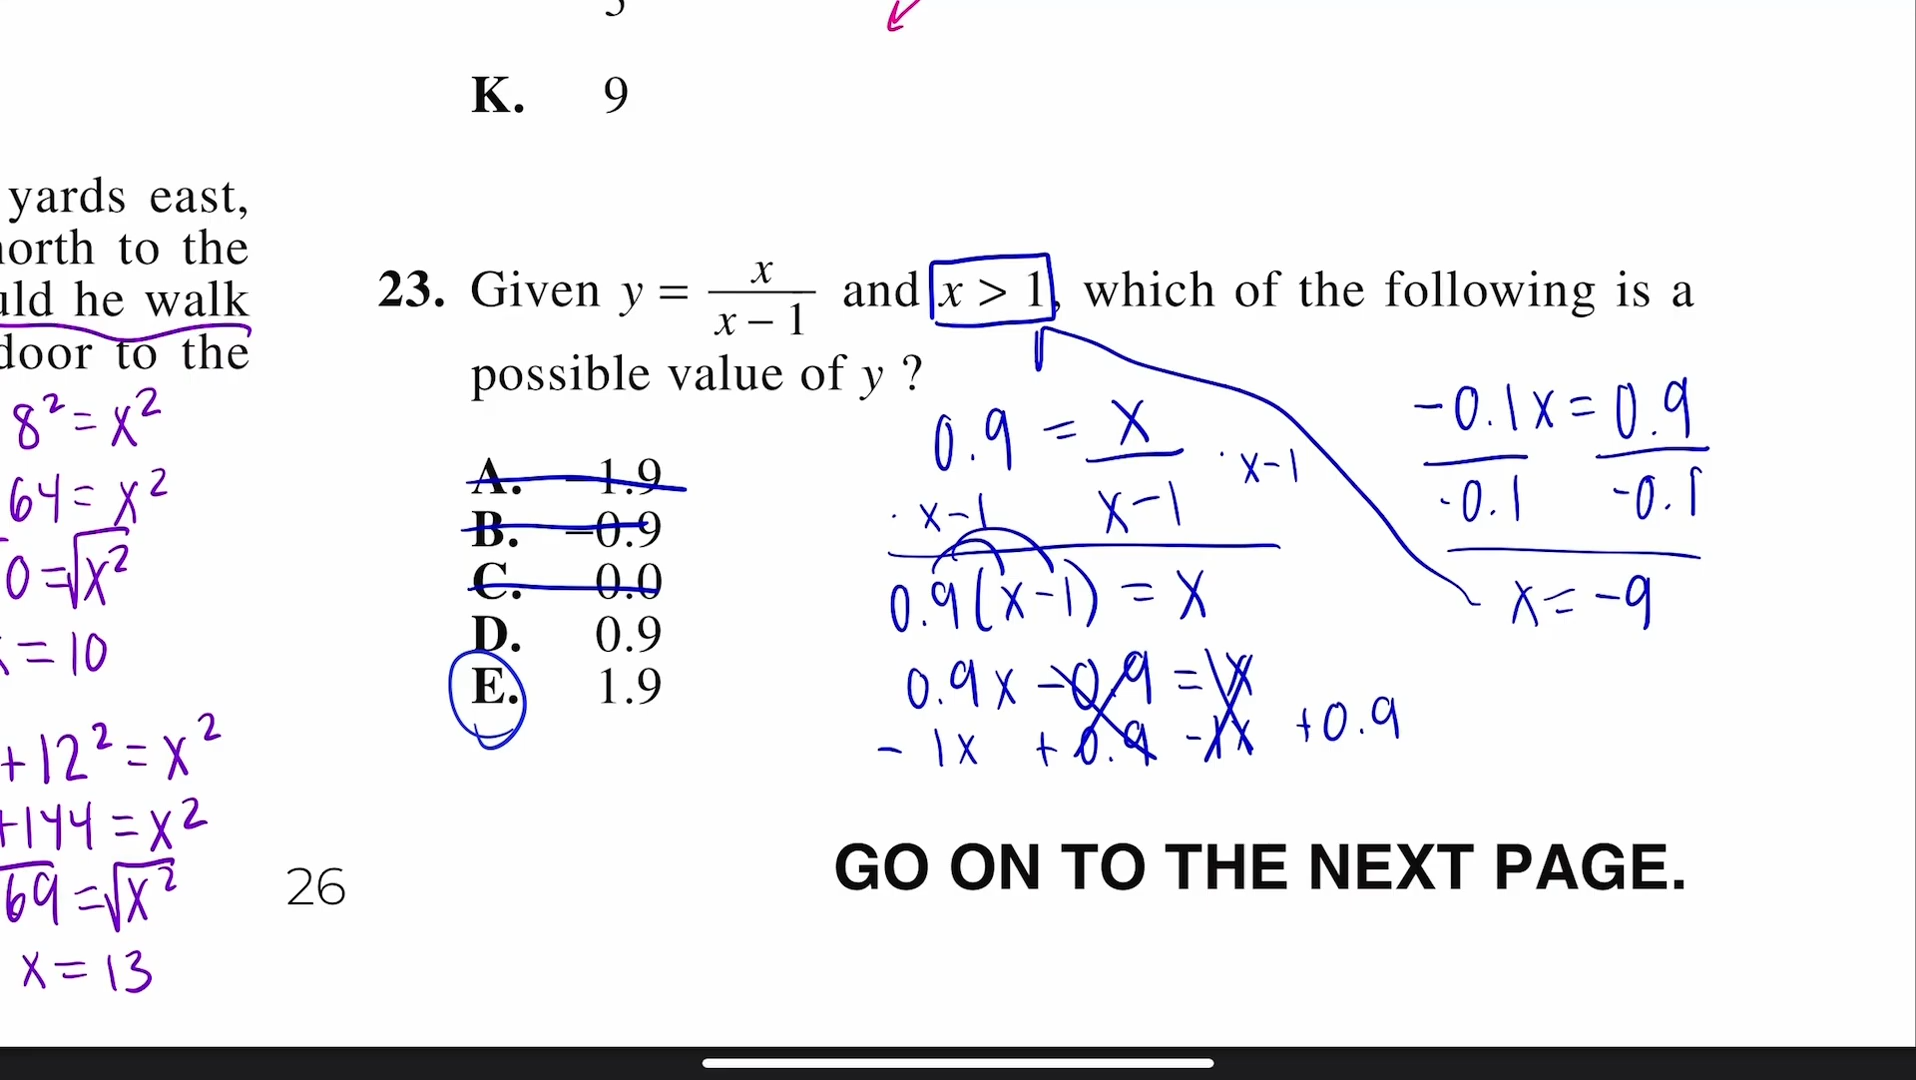 K. 9
yards east,
north to the
uld he walk
door to the
8² = x²
64 = x²
0 = √x²
= 10
+ 12² = x²
+144 = x²
69 = √x²
x = 13
26
23. Given y = x / (x − 1) and x > 1, which of the following is a
possible value of y ?
A. −1.9
B. −0.9
C. 0.0
D. 0.9
E. 1.9
0.9 = x / (x−1) · x−1
· x−1
0.9(x−1) = x
0.9x − 0.9 = 1x
− 1x + 0.9 − 1x + 0.9
−0.1x = 0.9
-0.1 -0.1
x = −9
GO ON TO THE NEXT PAGE.